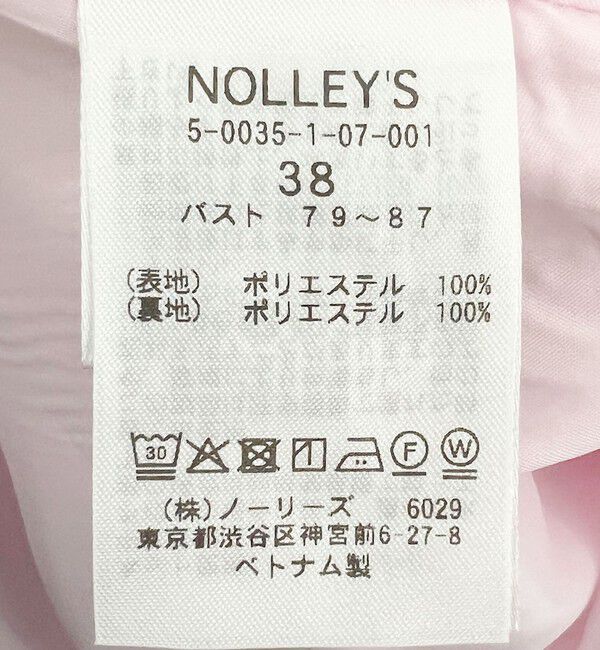 NOLLEY'S
5-0035-1-07-001
38
バスト 79～87
(表地) ポリエステル 100%
(裏地) ポリエステル 100%
30 F W
(株)ノーリーズ 6029
東京都渋谷区神宮前6-27-8
ベトナム製